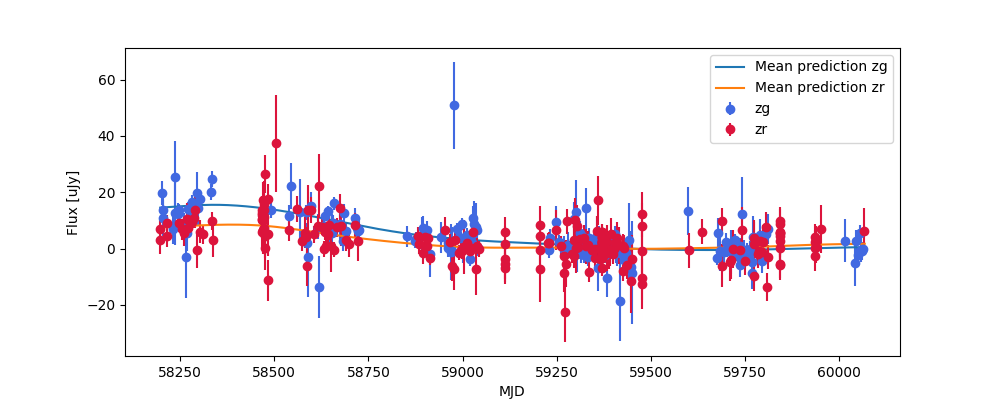 60
40
20
0
−20
Flux [uJy]
58250 58500 58750 59000 59250 59500 59750 60000
MJD
Mean prediction zg
Mean prediction zr
zg
zr